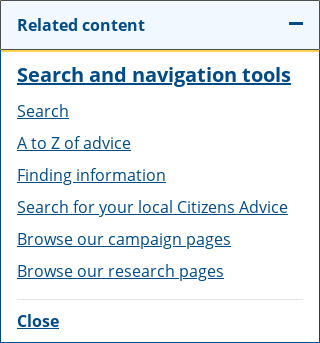 Related content
Search and navigation tools
Search
A to Z of advice
Finding information
Search for your local Citizens Advice
Browse our campaign pages
Browse our research pages
Close